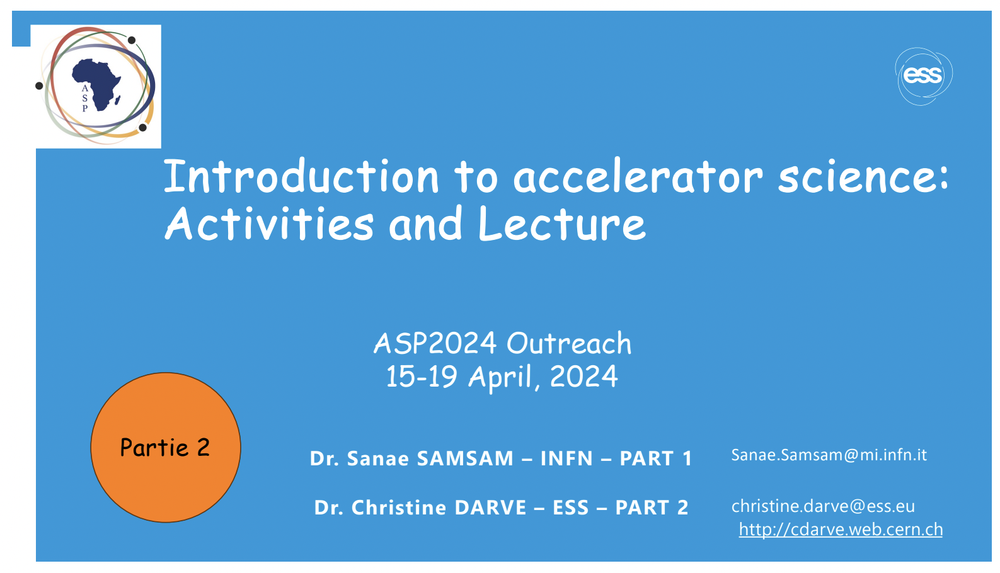 A
S
P
ess
Introduction to accelerator science:
Activities and Lecture
ASP2024 Outreach
15-19 April, 2024
Partie 2
Dr. Sanae SAMSAM – INFN – PART 1
Sanae.Samsam@mi.infn.it
Dr. Christine DARVE – ESS – PART 2
christine.darve@ess.eu
http://cdarve.web.cern.ch